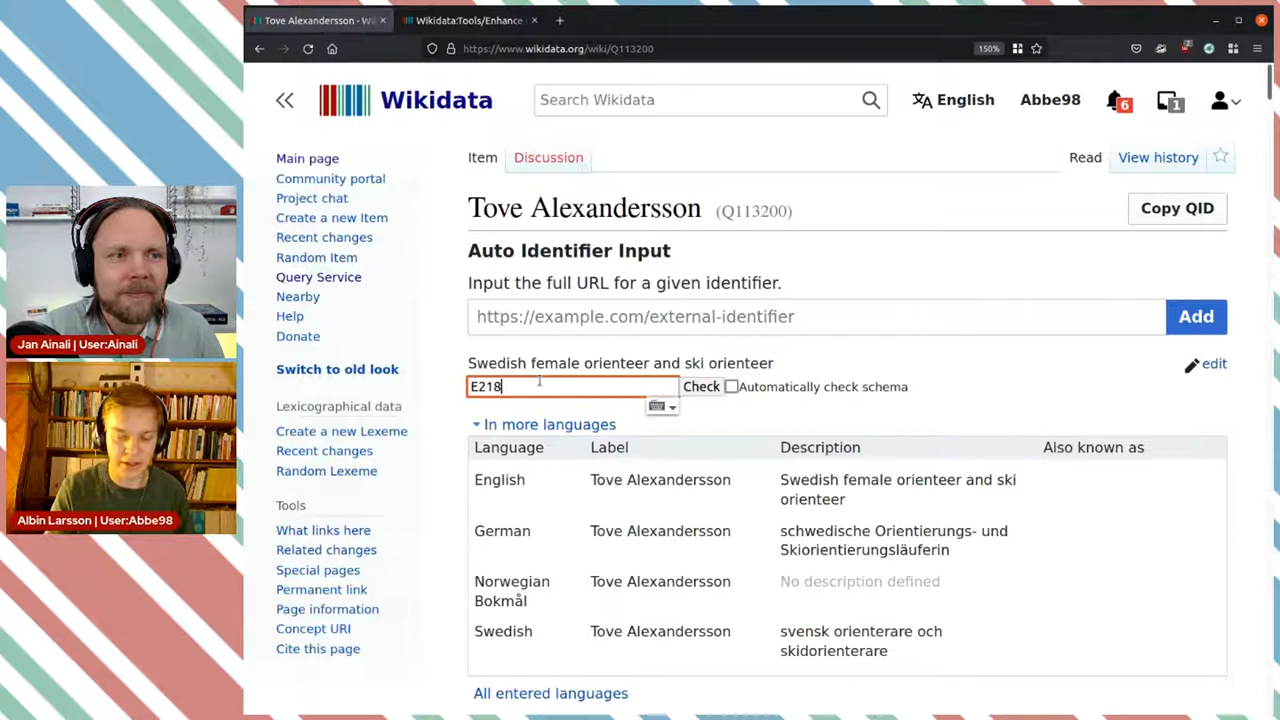 Tove Alexandersson - Wi
Wikidata:Tools/Enhance
https://www.wikidata.org/wiki/Q113200
150%
Wikidata
Search Wikidata
English
Abbe98
6
1
Main page
Community portal
Project chat
Create a new Item
Recent changes
Random Item
Query Service
Nearby
Help
Donate
Switch to old look
Lexicographical data
Create a new Lexeme
Recent changes
Random Lexeme
Tools
What links here
Related changes
Special pages
Permanent link
Page information
Concept URI
Cite this page
Item
Discussion
Read
View history
Tove Alexandersson (Q113200)
Copy QID
Auto Identifier Input
Input the full URL for a given identifier.
https://example.com/external-identifier
Add
Swedish female orienteer and ski orienteer
edit
E218
Check
Automatically check schema
In more languages
Language Label Description Also known as
English Tove Alexandersson Swedish female orienteer and ski
orienteer
German Tove Alexandersson schwedische Orientierungs- und
Skiorientierungsläuferin
Norwegian Tove Alexandersson No description defined
Bokmål
Swedish Tove Alexandersson svensk orienterare och
skidorienterare
All entered languages
Jan Ainali | User:Ainali
Albin Larsson | User:Abbe98